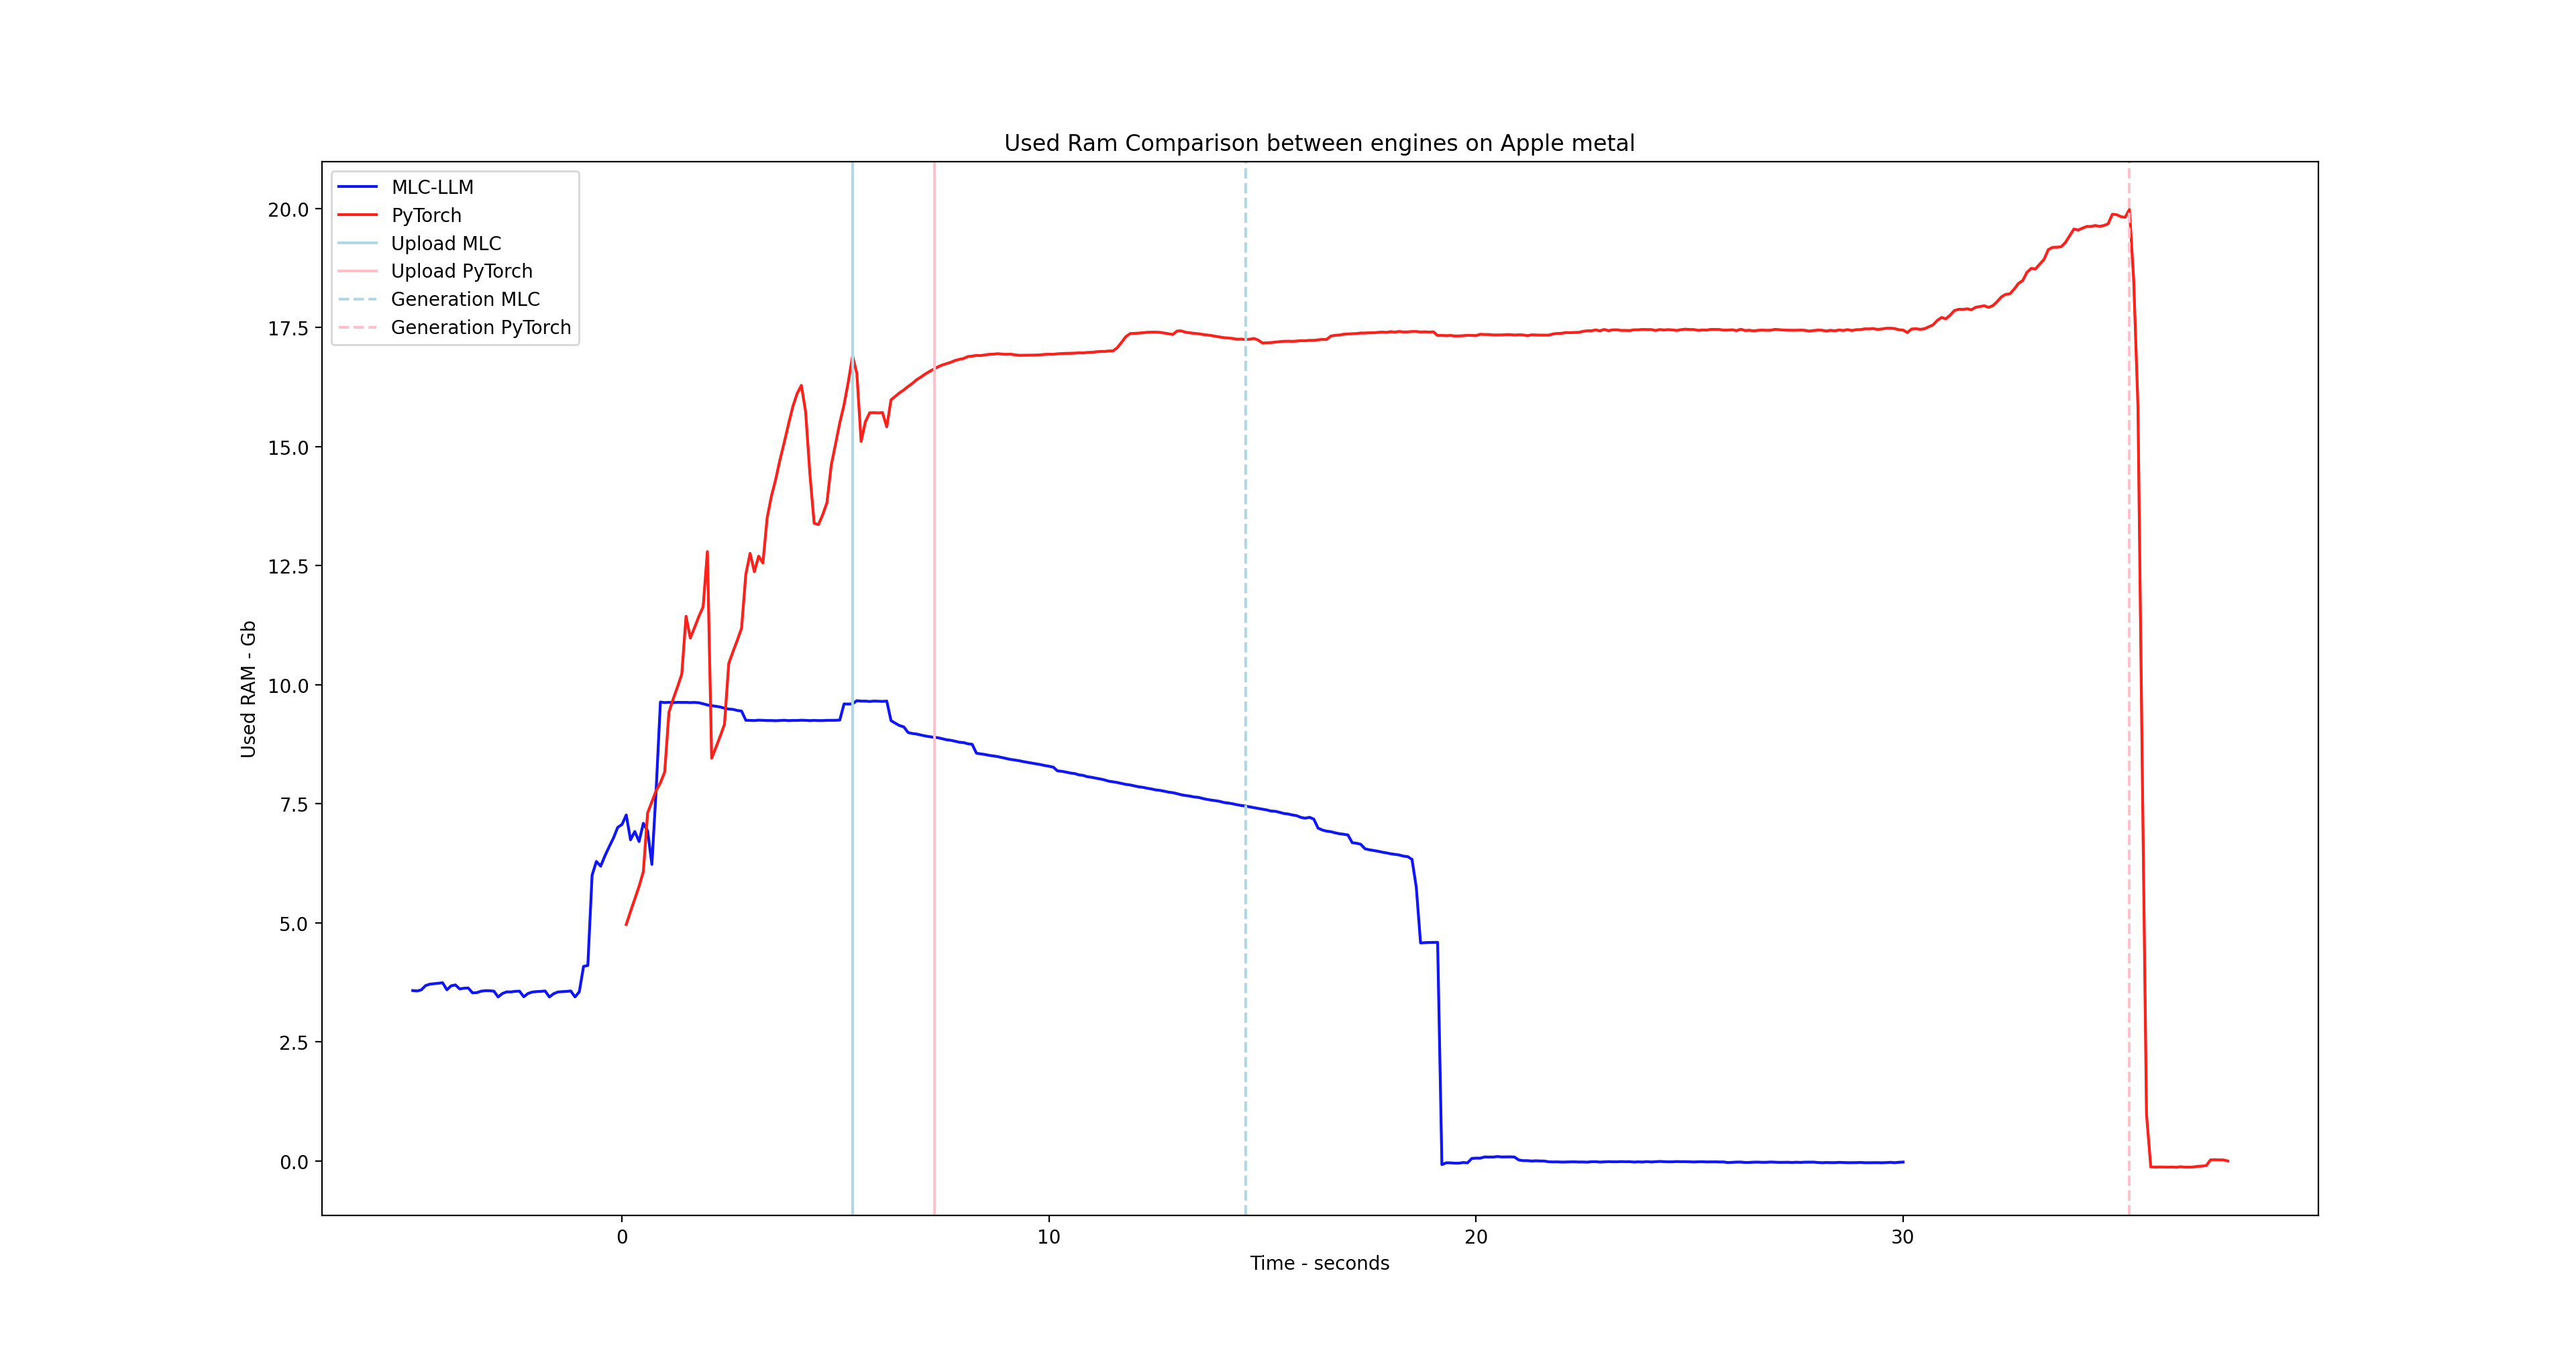 Used Ram Comparison between engines on Apple metal
MLC-LLM
PyTorch
Upload MLC
Upload PyTorch
Generation MLC
Generation PyTorch
Used RAM - Gb
20.0
17.5
15.0
12.5
10.0
7.5
5.0
2.5
0.0
0 10 20 30
Time - seconds